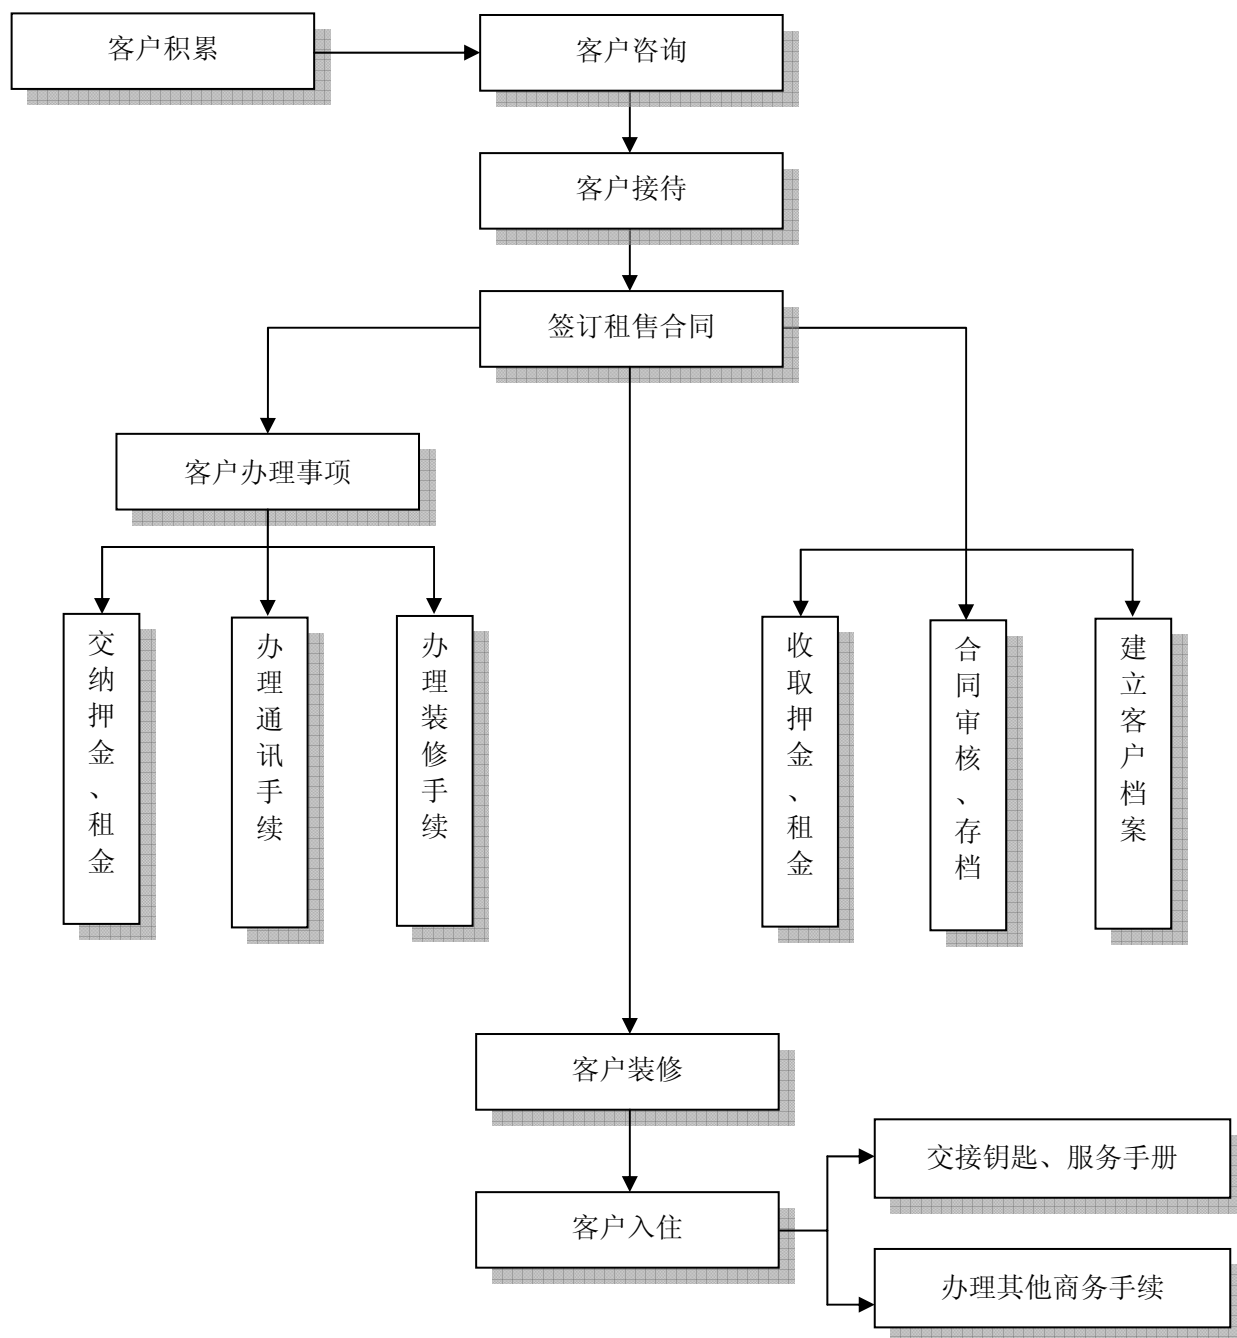 客户积累
客户咨询
客户接待
签订租售合同
客户办理事项
交纳押金、租金
办理通讯手续
办理装修手续
收取押金、租金
合同审核、存档
建立客户档案
客户装修
交接钥匙、服务手册
客户入住
办理其他商务手续